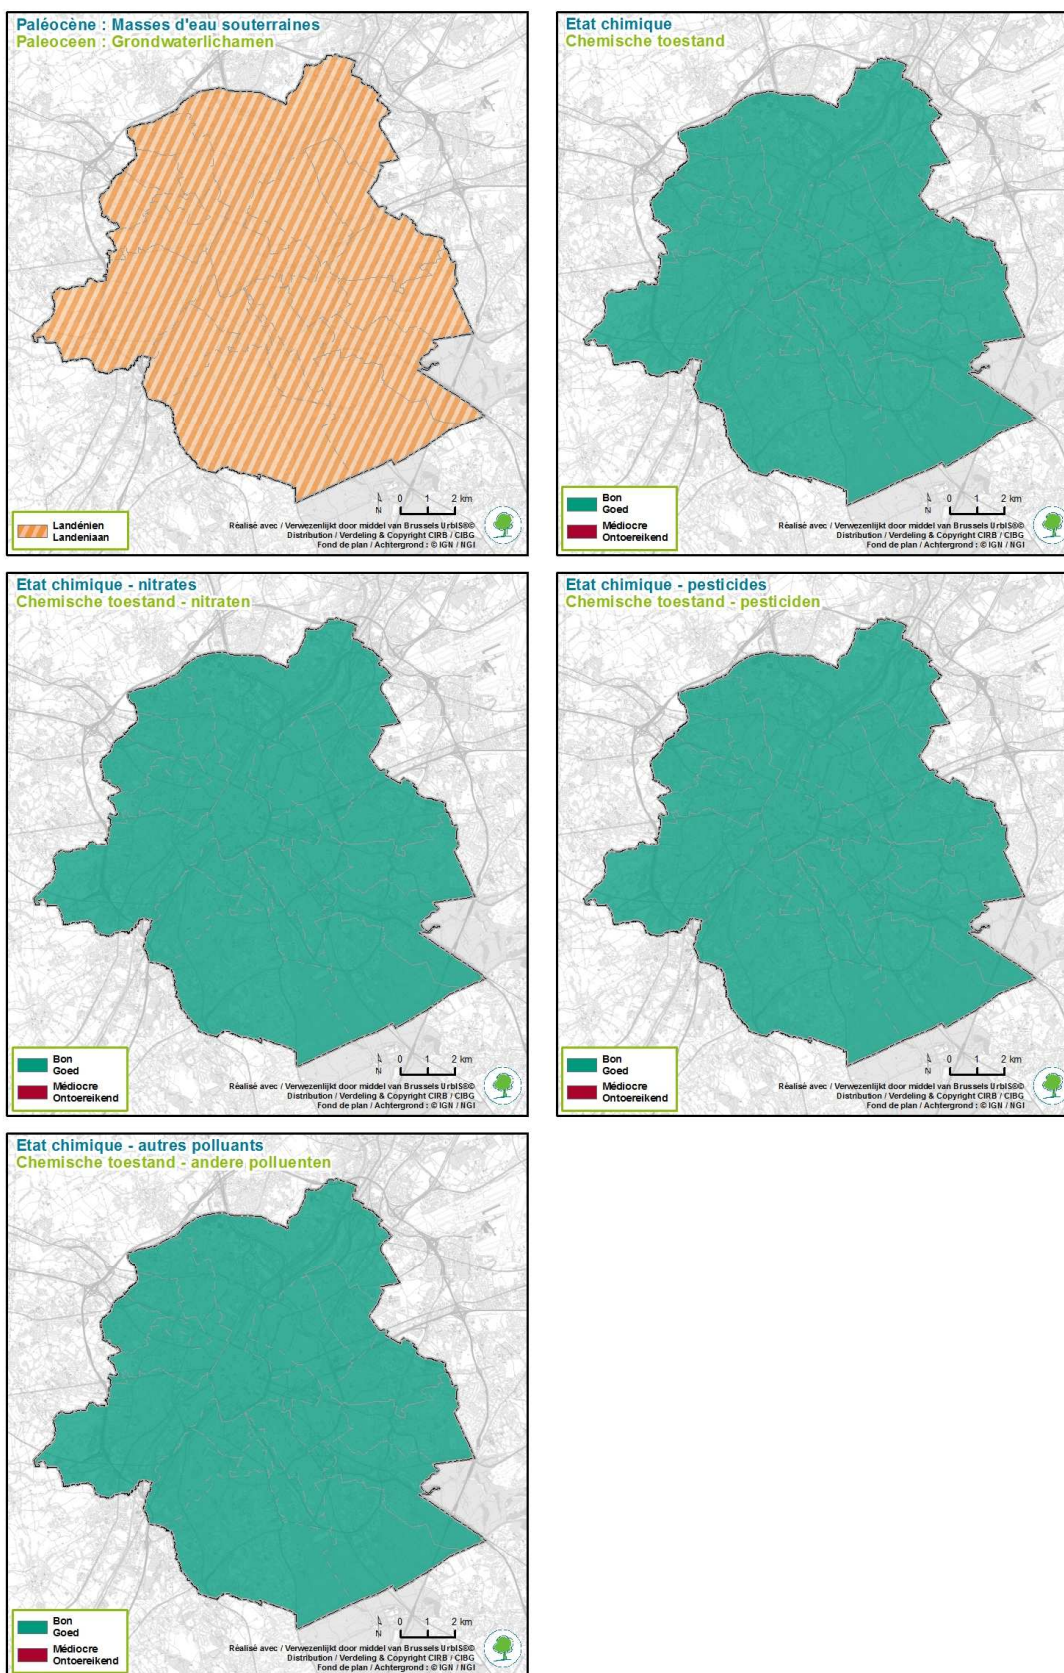 Paléocène : Masses d'eau souterraines
Paleoceen : Grondwaterlichamen
Landénien
Landeniaan
N
0 1 2 km
Réalisé avec / Verwezenlijkt door middel van Brussels UrbIS®©
Distribution / Verdeling & Copyright CIRB / CIBG
Fond de plan / Achtergrond : © IGN / NGI
Etat chimique
Chemische toestand
Bon
Goed
Médiocre
Ontoereikend
N
0 1 2 km
Réalisé avec / Verwezenlijkt door middel van Brussels UrbIS®©
Distribution / Verdeling & Copyright CIRB / CIBG
Fond de plan / Achtergrond : © IGN / NGI
Etat chimique - nitrates
Chemische toestand - nitraten
Bon
Goed
Médiocre
Ontoereikend
N
0 1 2 km
Réalisé avec / Verwezenlijkt door middel van Brussels UrbIS®©
Distribution / Verdeling & Copyright CIRB / CIBG
Fond de plan / Achtergrond : © IGN / NGI
Etat chimique - pesticides
Chemische toestand - pesticiden
Bon
Goed
Médiocre
Ontoereikend
N
0 1 2 km
Réalisé avec / Verwezenlijkt door middel van Brussels UrbIS®©
Distribution / Verdeling & Copyright CIRB / CIBG
Fond de plan / Achtergrond : © IGN / NGI
Etat chimique - autres polluants
Chemische toestand - andere polluenten
Bon
Goed
Médiocre
Ontoereikend
N
0 1 2 km
Réalisé avec / Verwezenlijkt door middel van Brussels UrbIS®©
Distribution / Verdeling & Copyright CIRB / CIBG
Fond de plan / Achtergrond : © IGN / NGI